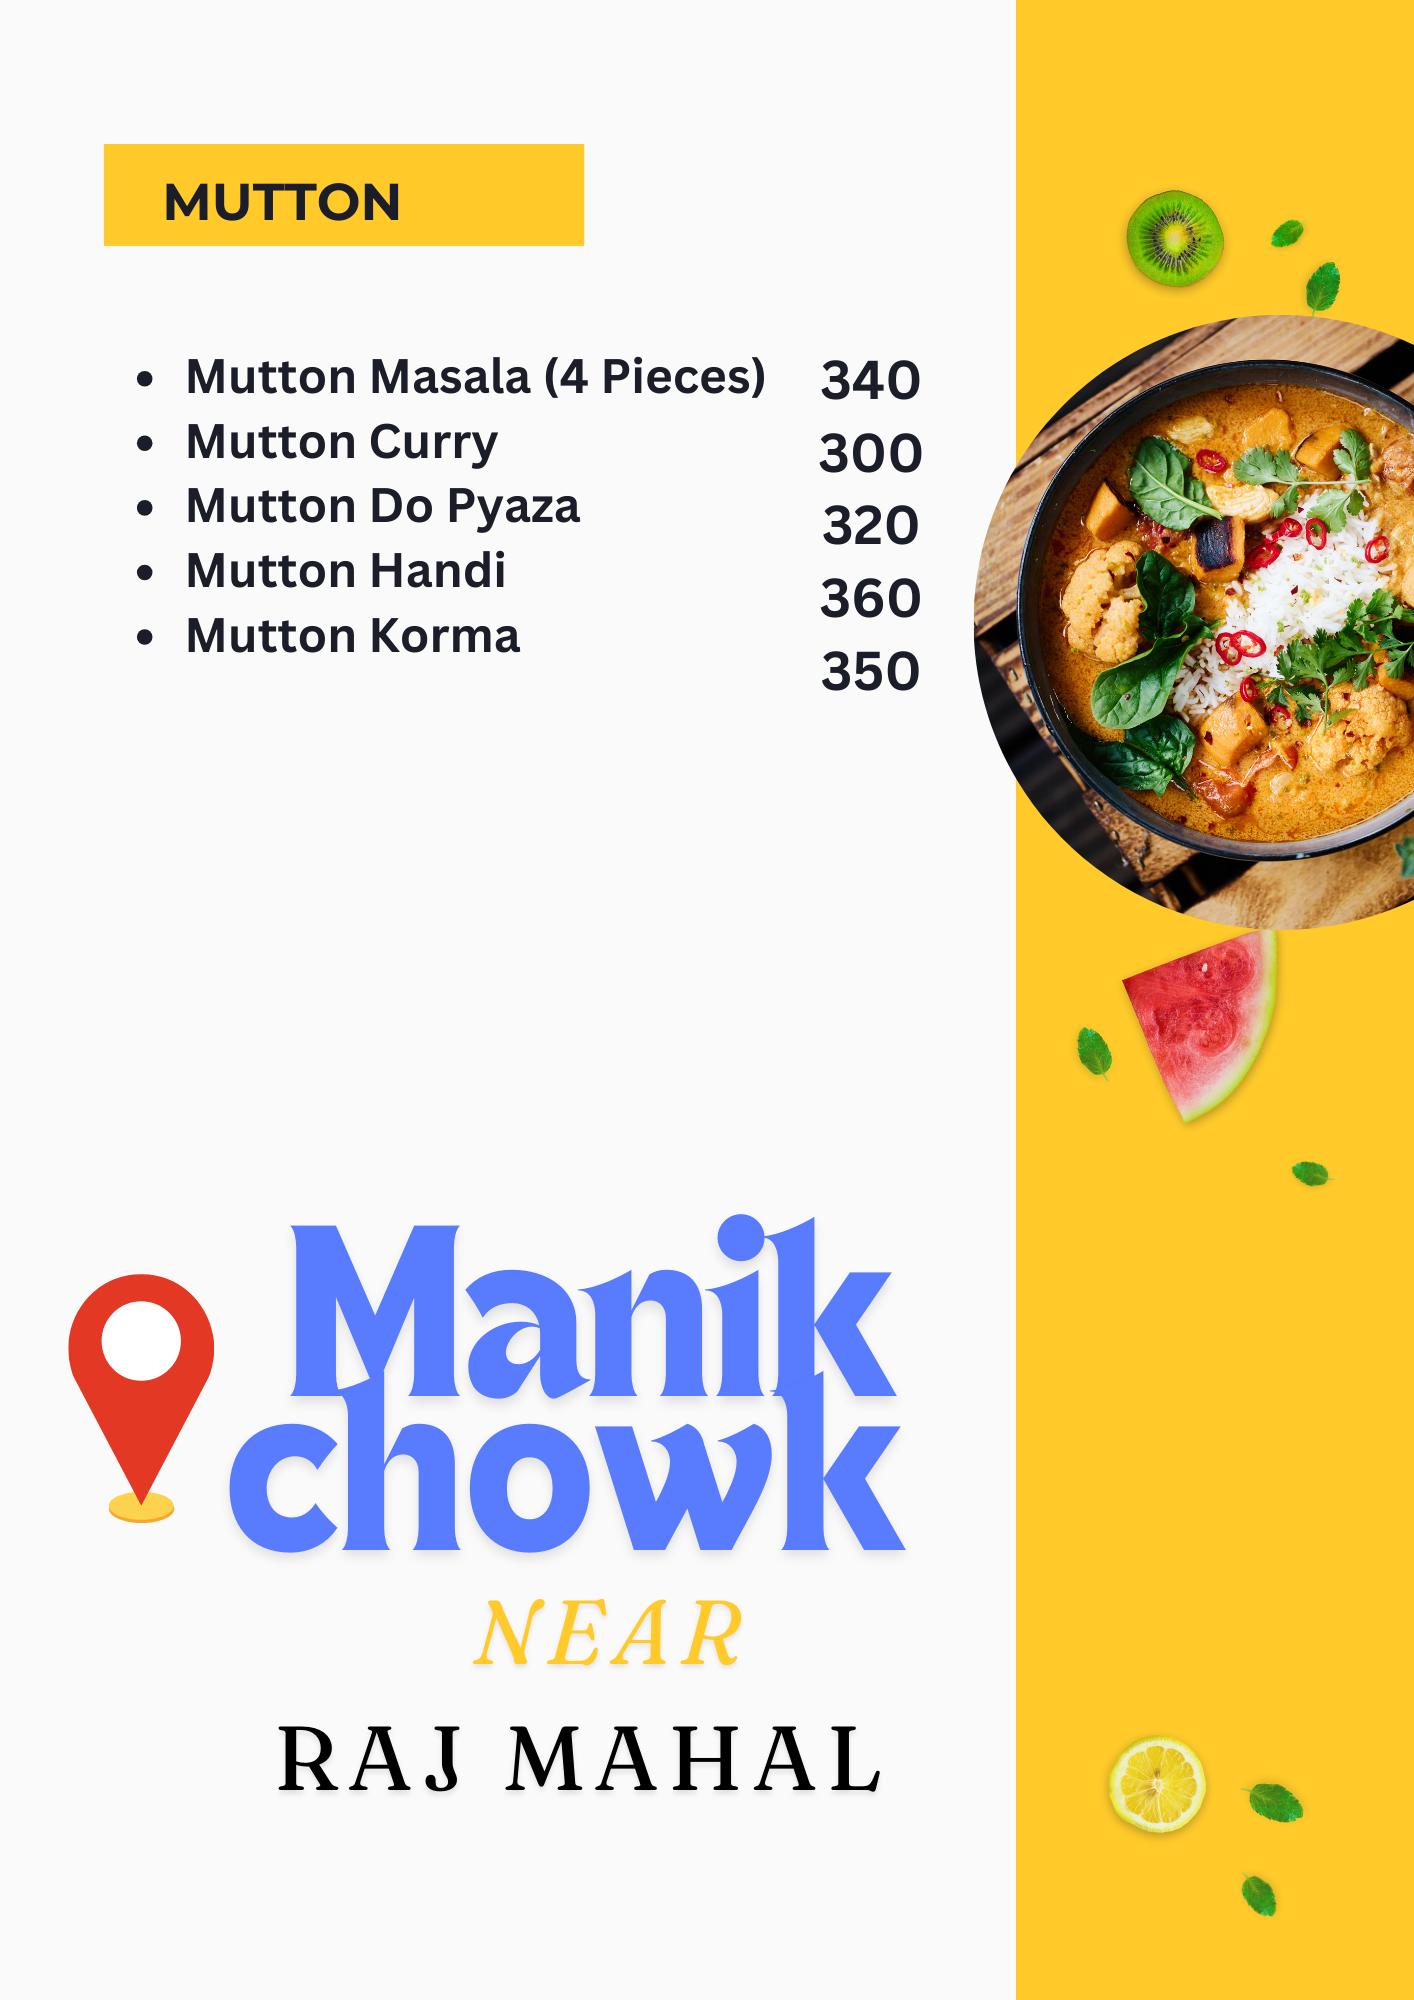 MUTTON
Mutton Masala (4 Pieces) 340
Mutton Curry 300
Mutton Do Pyaza 320
Mutton Handi 360
Mutton Korma 350
Manik
chowk
NEAR
RAJ MAHAL